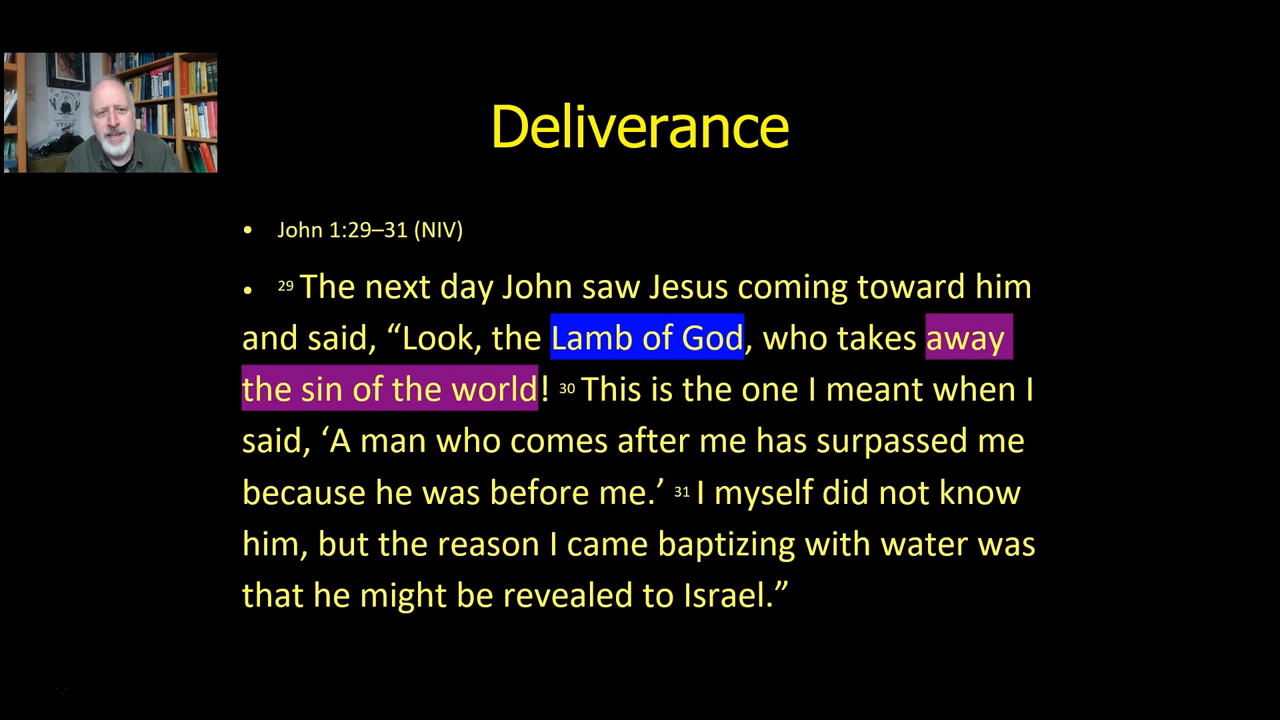 Deliverance
• John 1:29–31 (NIV)
• 29 The next day John saw Jesus coming toward him
and said, “Look, the Lamb of God, who takes away
the sin of the world! 30 This is the one I meant when I
said, ‘A man who comes after me has surpassed me
because he was before me.’ 31 I myself did not know
him, but the reason I came baptizing with water was
that he might be revealed to Israel.”